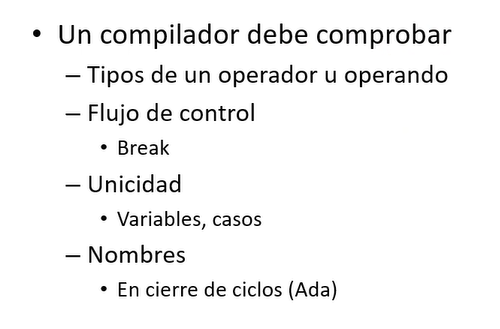 • Un compilador debe comprobar
– Tipos de un operador u operando
– Flujo de control
• Break
– Unicidad
• Variables, casos
– Nombres
• En cierre de ciclos (Ada)